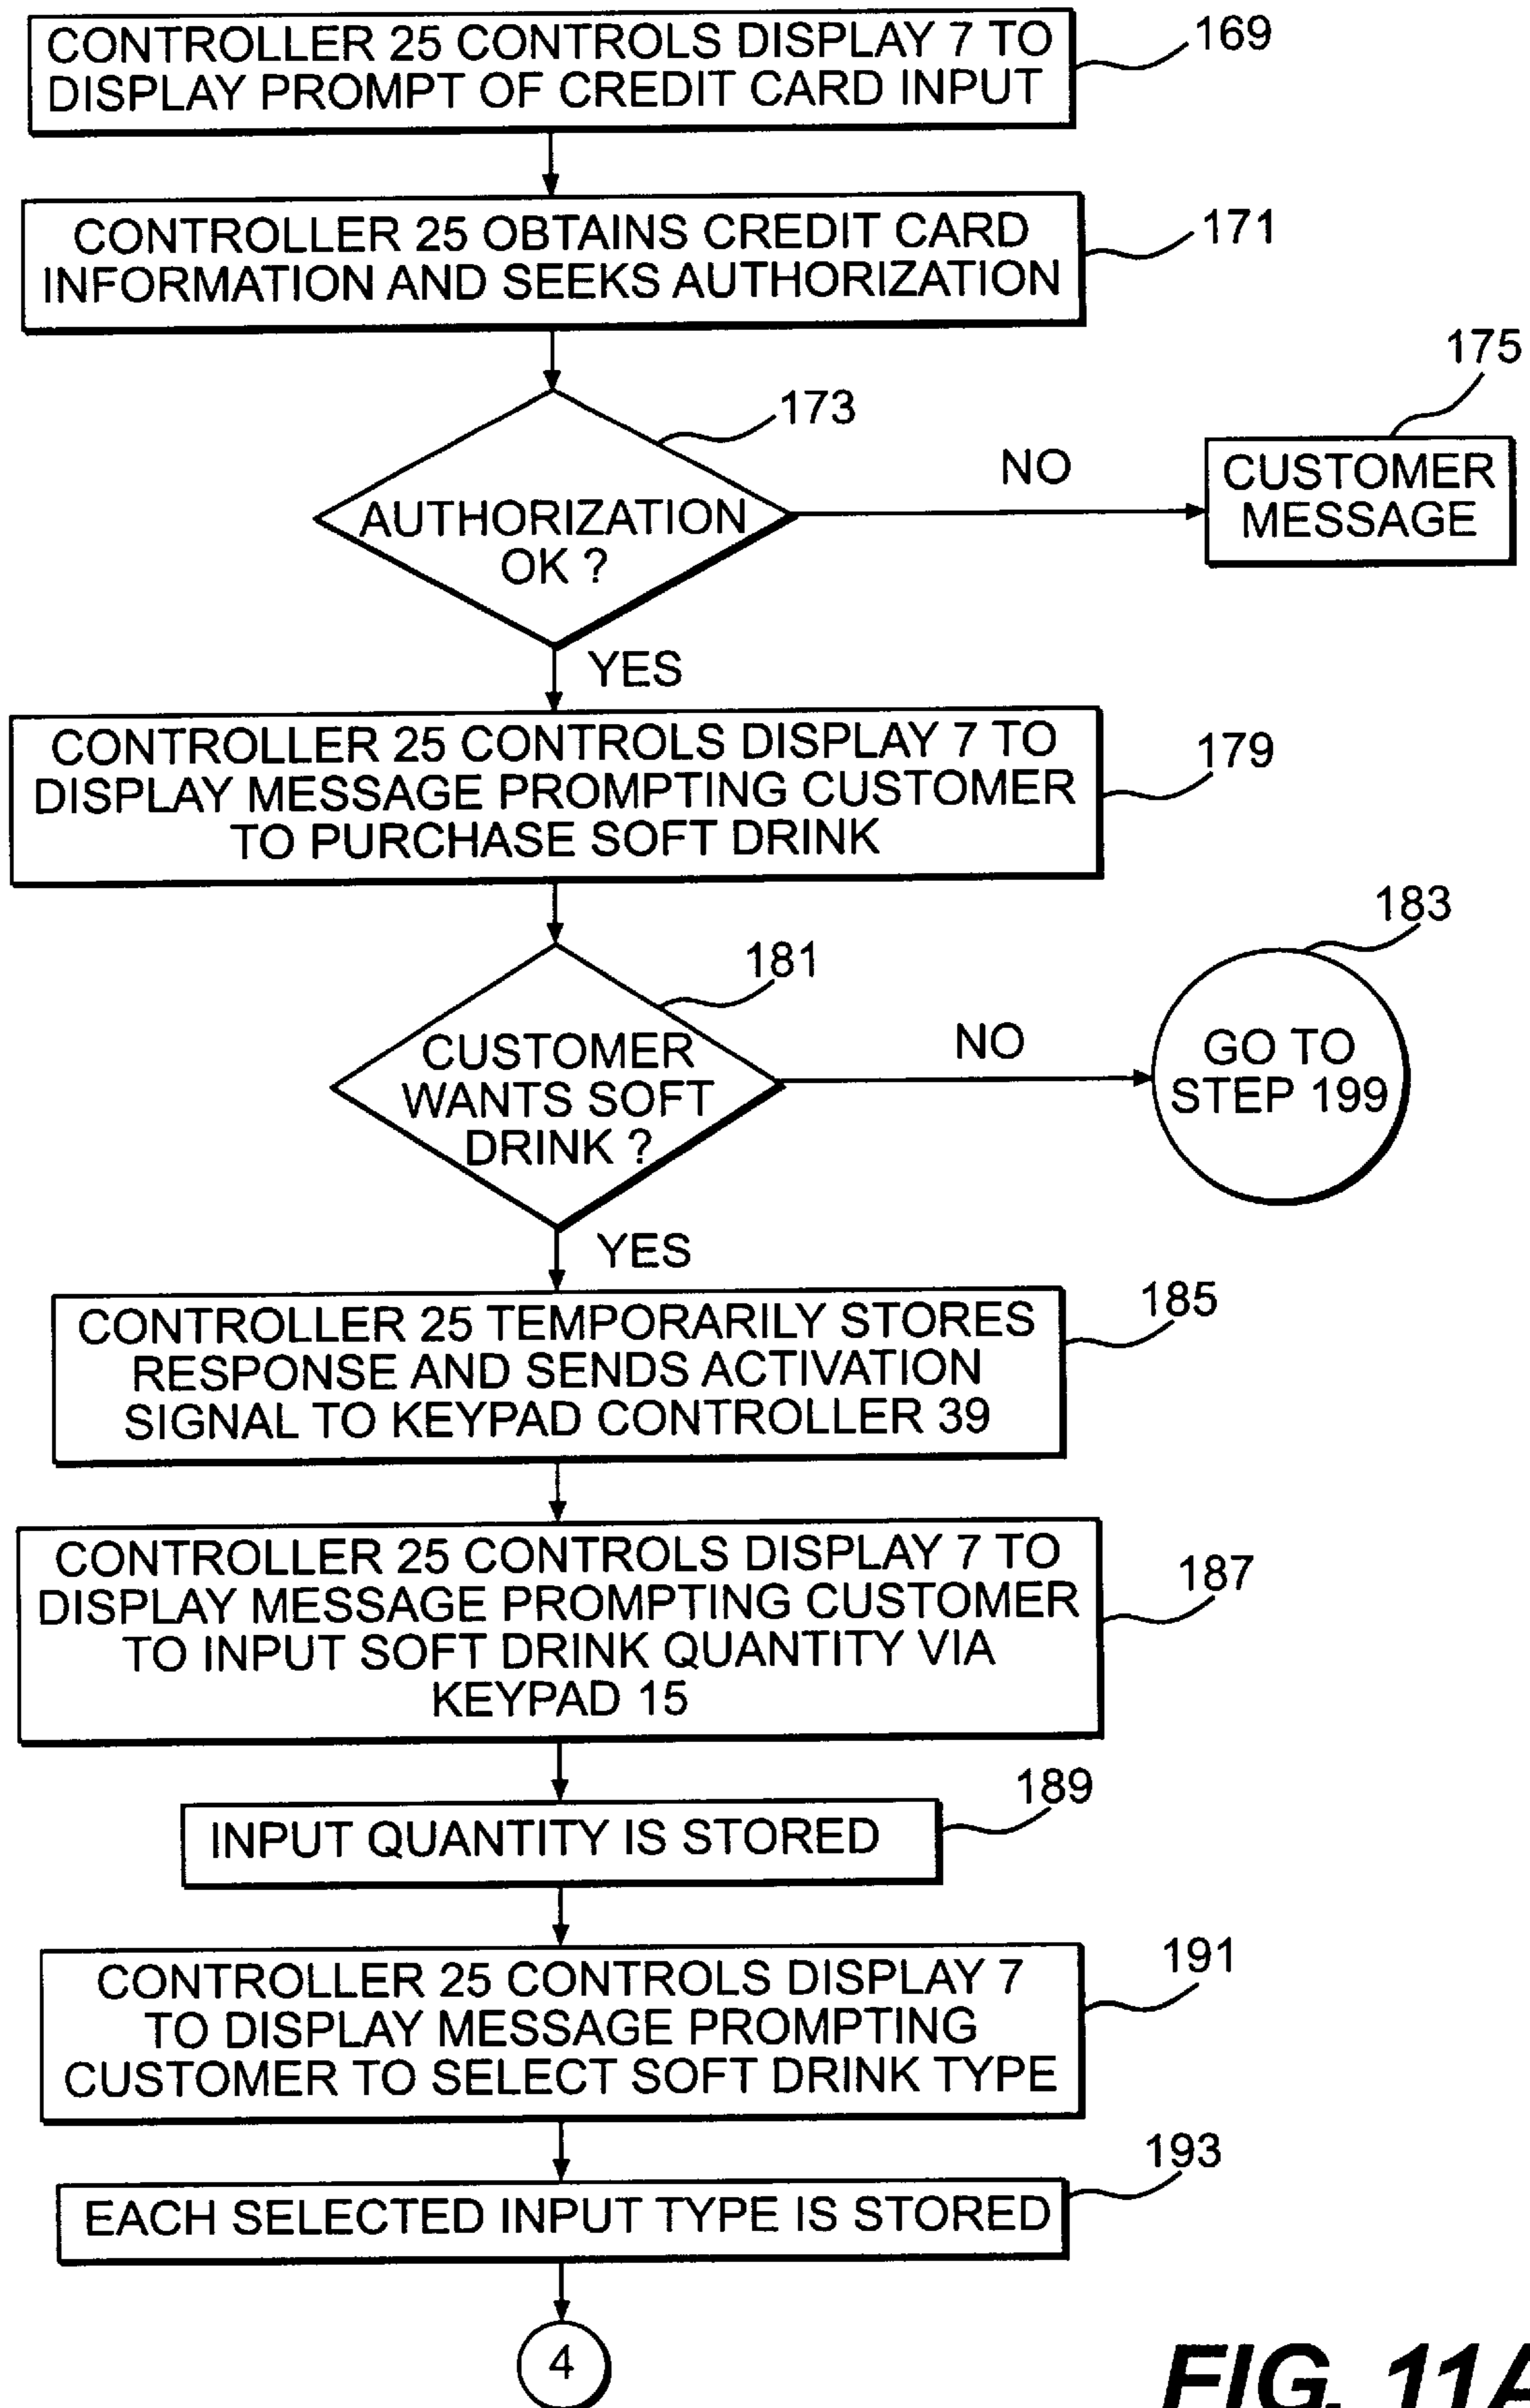 CONTROLLER 25 CONTROLS DISPLAY 7 TO
DISPLAY PROMPT OF CREDIT CARD INPUT
169
CONTROLLER 25 OBTAINS CREDIT CARD
INFORMATION AND SEEKS AUTHORIZATION
171
173
AUTHORIZATION
OK ?
NO
175
CUSTOMER
MESSAGE
YES
CONTROLLER 25 CONTROLS DISPLAY 7 TO
DISPLAY MESSAGE PROMPTING CUSTOMER
TO PURCHASE SOFT DRINK
179
181
CUSTOMER
WANTS SOFT
DRINK ?
NO
183
GO TO
STEP 199
YES
CONTROLLER 25 TEMPORARILY STORES
RESPONSE AND SENDS ACTIVATION
SIGNAL TO KEYPAD CONTROLLER 39
185
CONTROLLER 25 CONTROLS DISPLAY 7 TO
DISPLAY MESSAGE PROMPTING CUSTOMER
TO INPUT SOFT DRINK QUANTITY VIA
KEYPAD 15
187
INPUT QUANTITY IS STORED
189
CONTROLLER 25 CONTROLS DISPLAY 7
TO DISPLAY MESSAGE PROMPTING
CUSTOMER TO SELECT SOFT DRINK TYPE
191
EACH SELECTED INPUT TYPE IS STORED
193
4
FIG. 11A